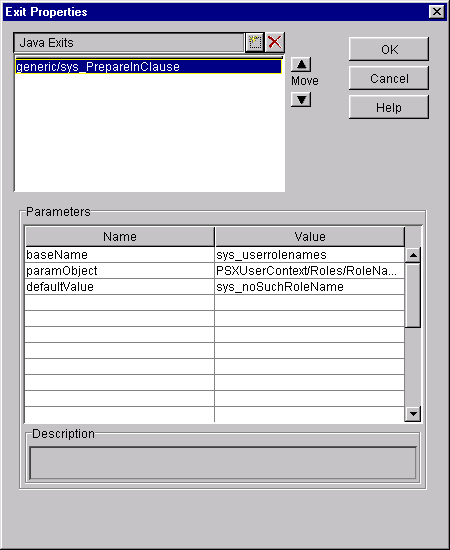 Exit Properties
Java Exits
OK
generic/sys_PrepareInClause
Move
Cancel
Help
Parameters
Name Value
baseName sys_userrolenames
paramObject PSXUserContext/Roles/RoleNa...
defaultValue sys_noSuchRoleName
Description